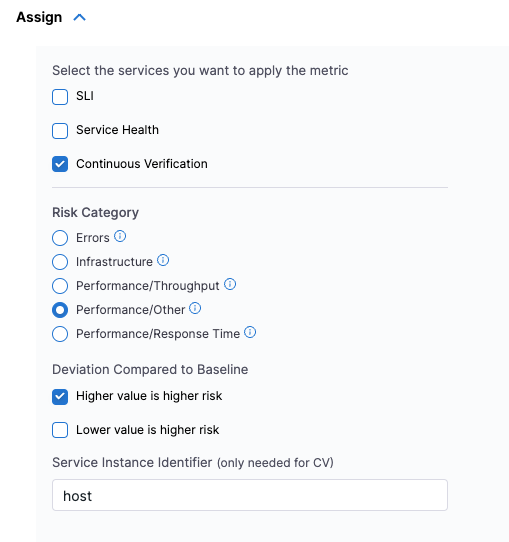 Assign
Select the services you want to apply the metric
SLI
Service Health
Continuous Verification
Risk Category
Errors
Infrastructure
Performance/Throughput
Performance/Other
Performance/Response Time
Deviation Compared to Baseline
Higher value is higher risk
Lower value is higher risk
Service Instance Identifier (only needed for CV)
host